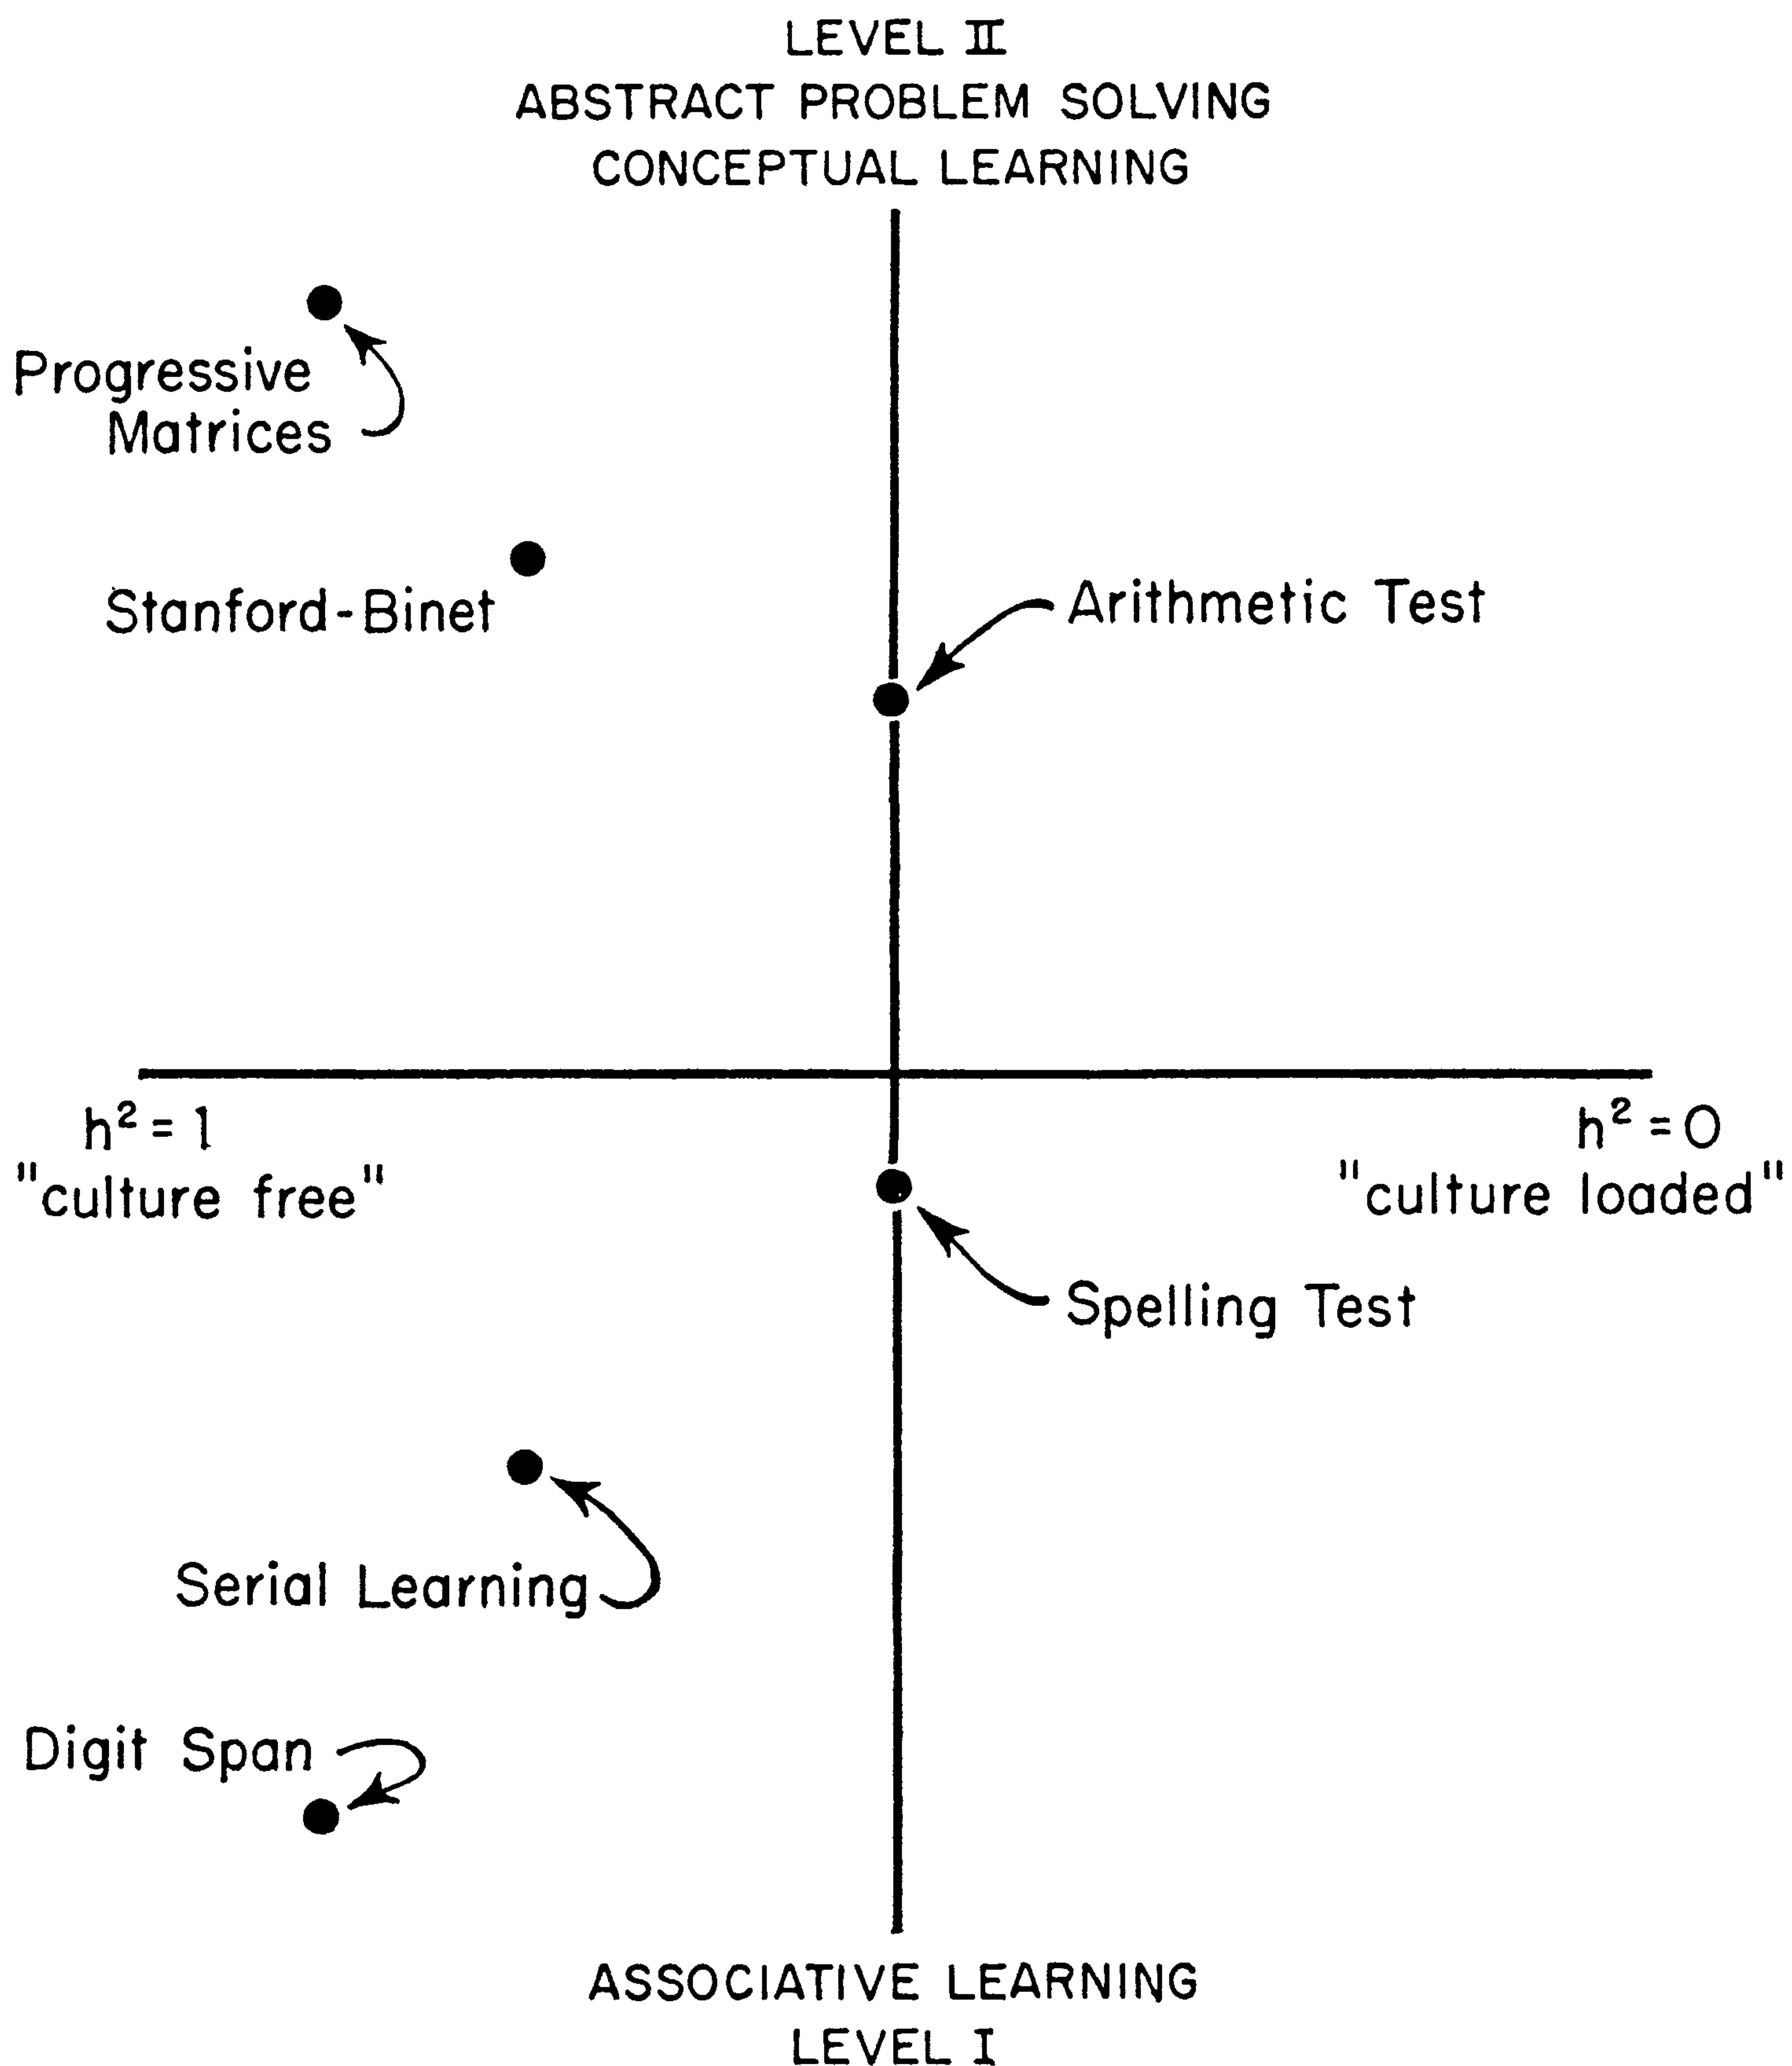 LEVEL II
ABSTRACT PROBLEM SOLVING
CONCEPTUAL LEARNING
Progressive
Matrices
Stanford-Binet
Arithmetic Test
h² = 1
"culture free"
h² = 0
"culture loaded"
Spelling Test
Serial Learning
Digit Span
ASSOCIATIVE LEARNING
LEVEL I